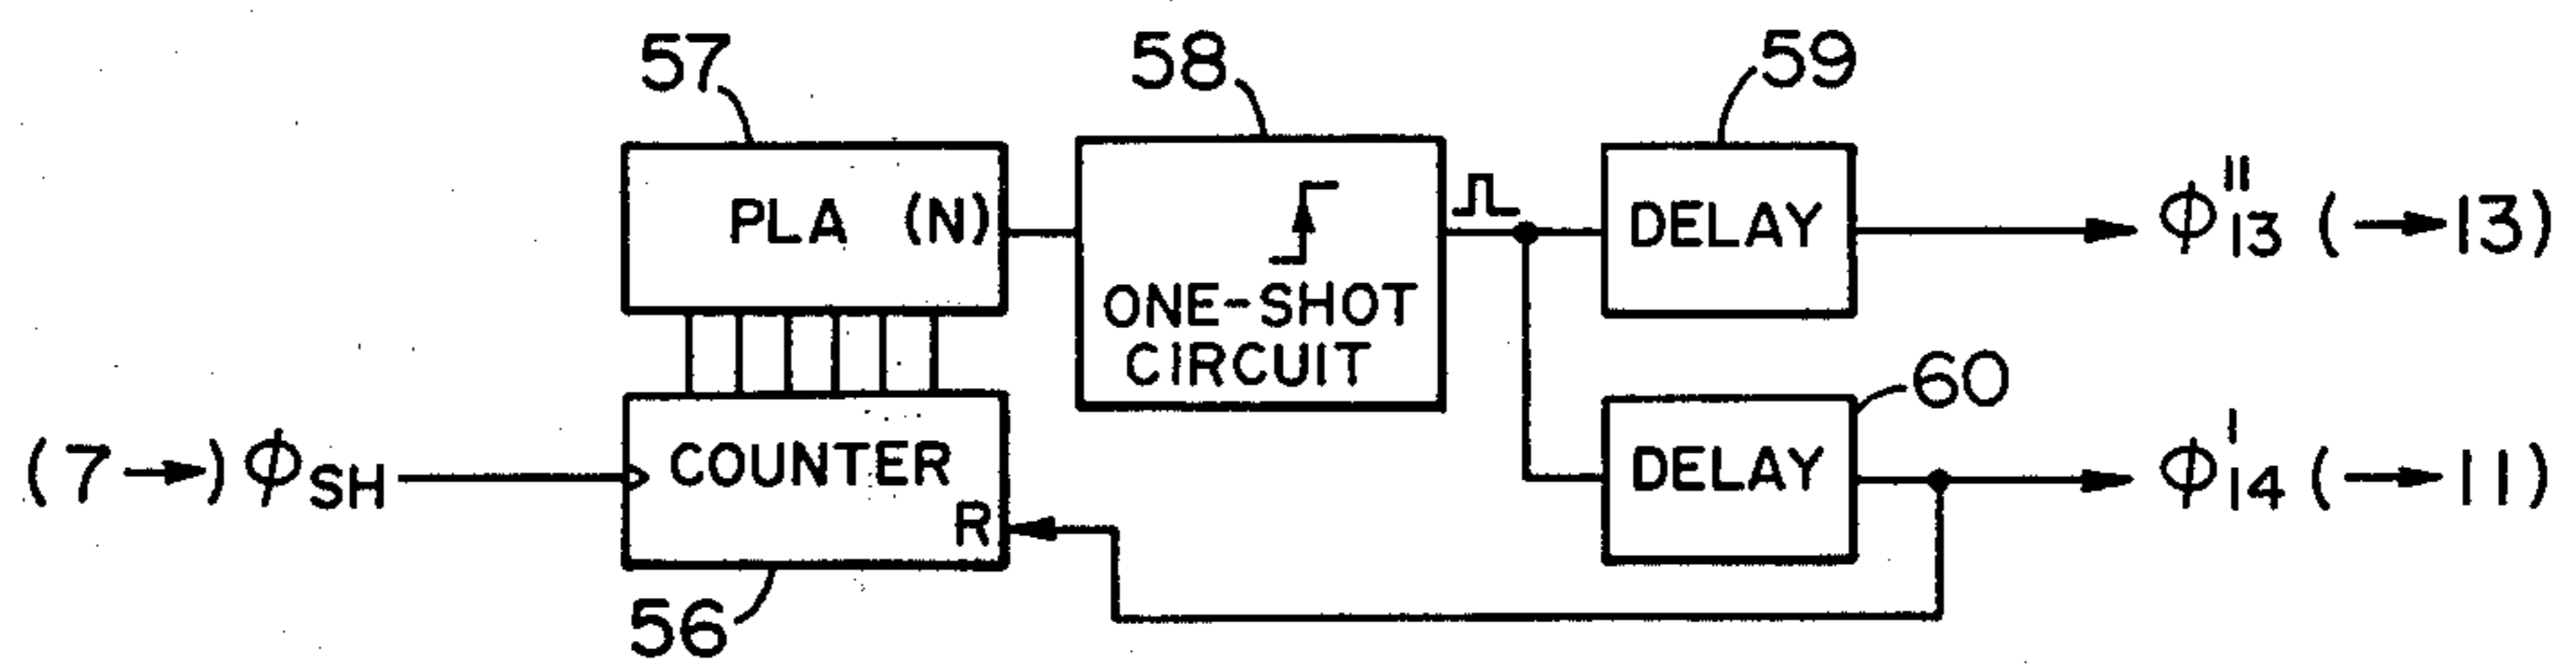 57
58
59
PLA (N)
ONE-SHOT
CIRCUIT
DELAY
ϕ''13 (→13)
60
(7→) ϕSH
COUNTER
R
DELAY
ϕ'14 (→11)
56